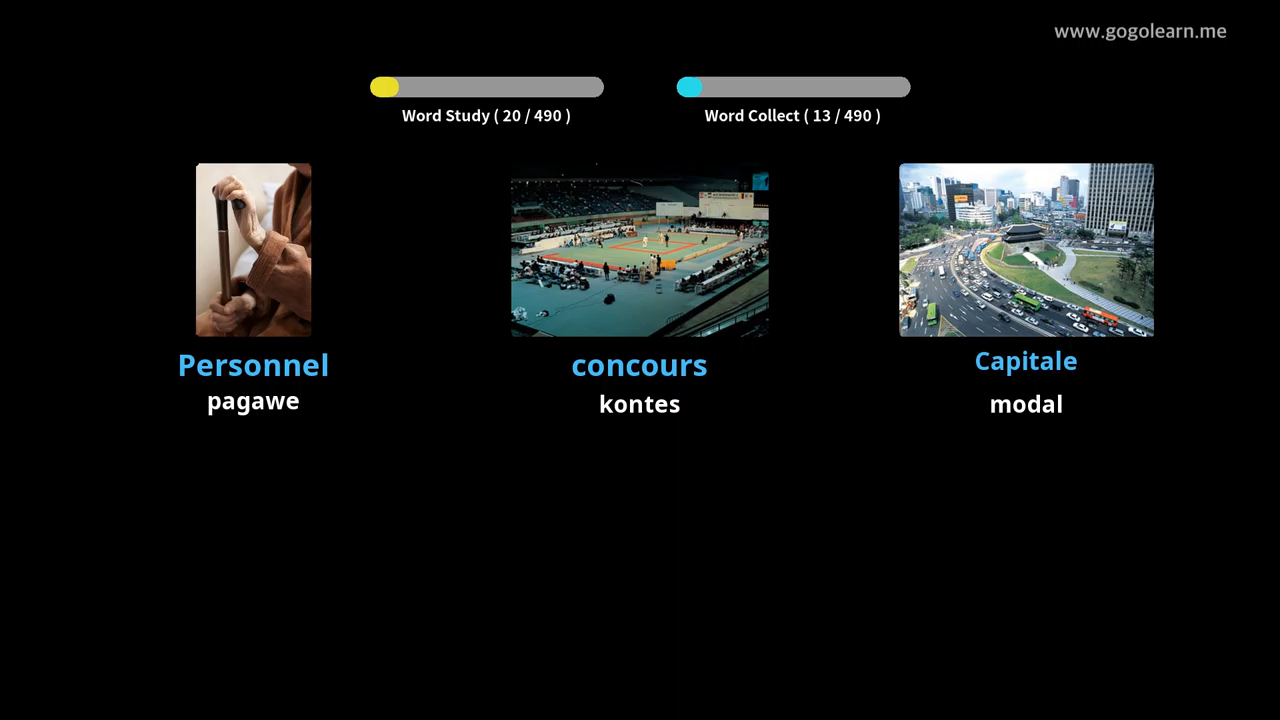 www.gogolearn.me
Word Study ( 20 / 490 )
Word Collect ( 13 / 490 )
Personnel
pagawe
concours
kontes
Capitale
modal